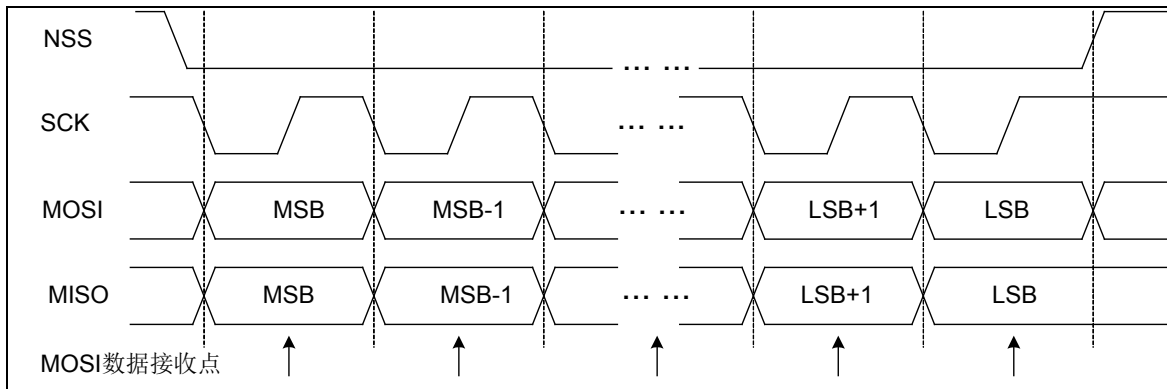 NSS
... ...
SCK
... ...
MOSI MSB MSB-1 ... ... LSB+1 LSB
MISO MSB MSB-1 ... ... LSB+1 LSB
MOSI数据接收点